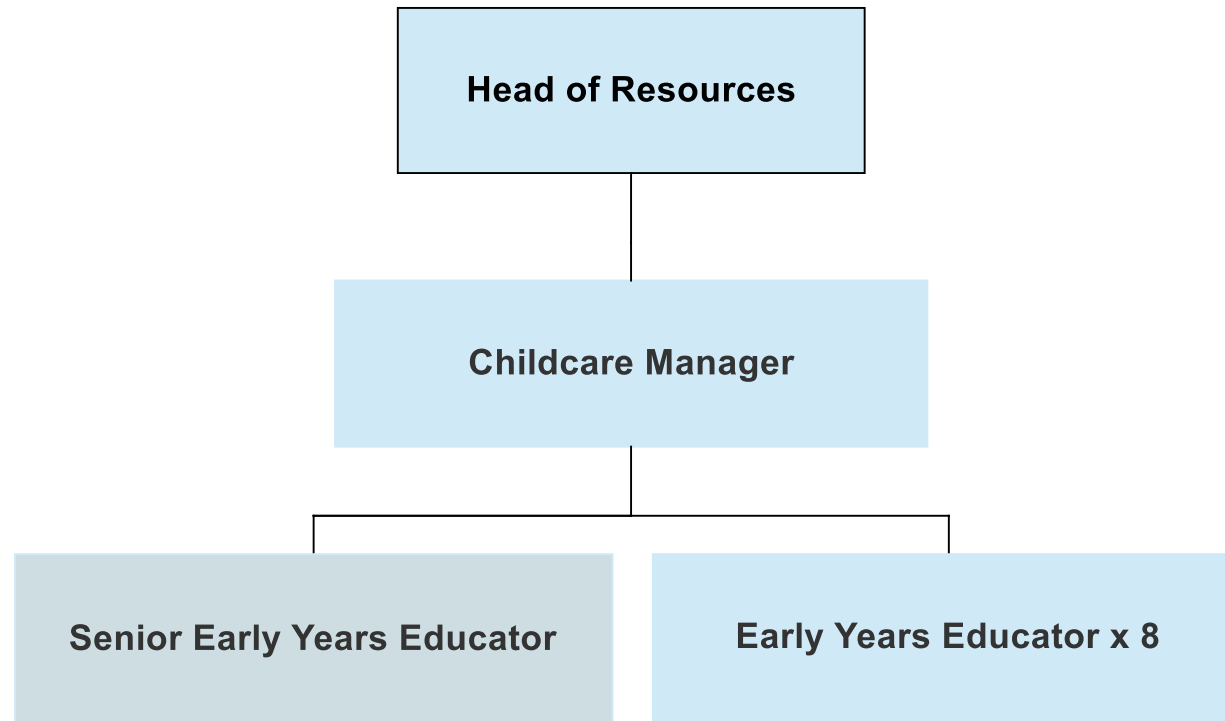 Head of Resources
Childcare Manager
Senior Early Years Educator
Early Years Educator x 8